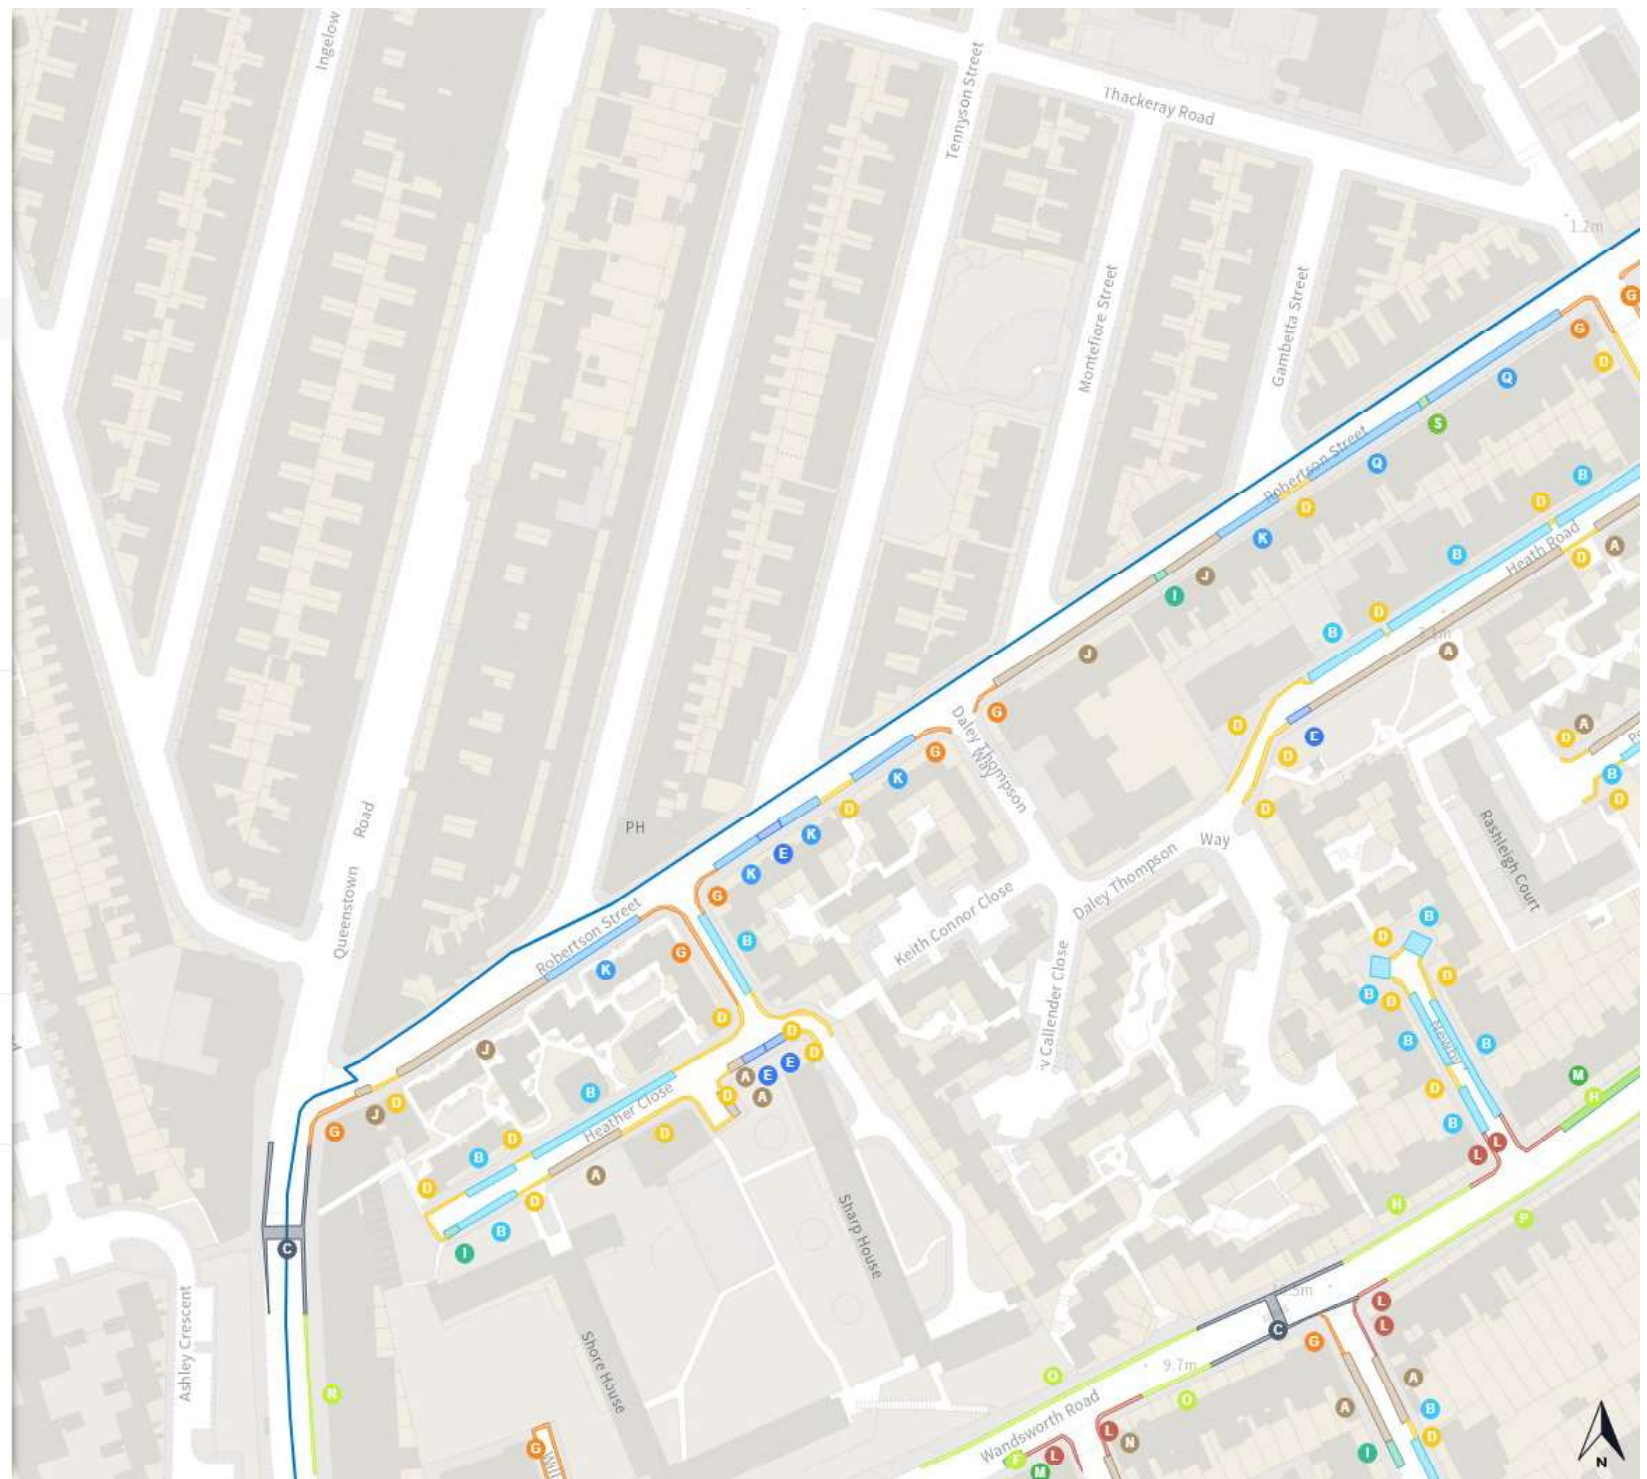 Ingelow
Tennyson Street
Thackeray Road
1.2m
Montefiore Street
Gambetta Street
G
G
D
Q
S
Robertson Street
Q
B
D
D
K
B
Heath Road
A
D
J
I
D
B
A
J
G
D
E
D
D
A
D
B
D
Daley Thompson
Way
G
K
D
PH
K
E
K
Queenstown
Road
Way
Daley Thompson
Rashleigh Court
G
Keith Connor Close
Robertson Street
B
G
K
B
D
D
B
D
D
J
D
D
E
E
A
A
D
B
B
D
B
M
H
J
D
G
B
Heather Close
D
D
B
D
A
D
B
I
L
L
H
P
C
Sharp House
Ashley Crescent
Shore House
9.7m
C
L
L
G
R
O
O
Wandsworth Road
A
A
B
D
I
L
N
G
F
L
M
N